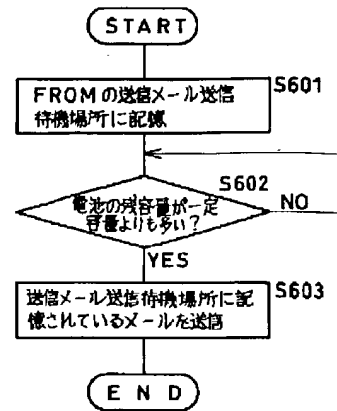 START
S601
FROMの送信メール送信
待機場所に記憶
S602
電池の残容量が一定
容量よりも多い？
NO
YES
S603
送信メール送信待機場所に記
憶されているメールを送信
END